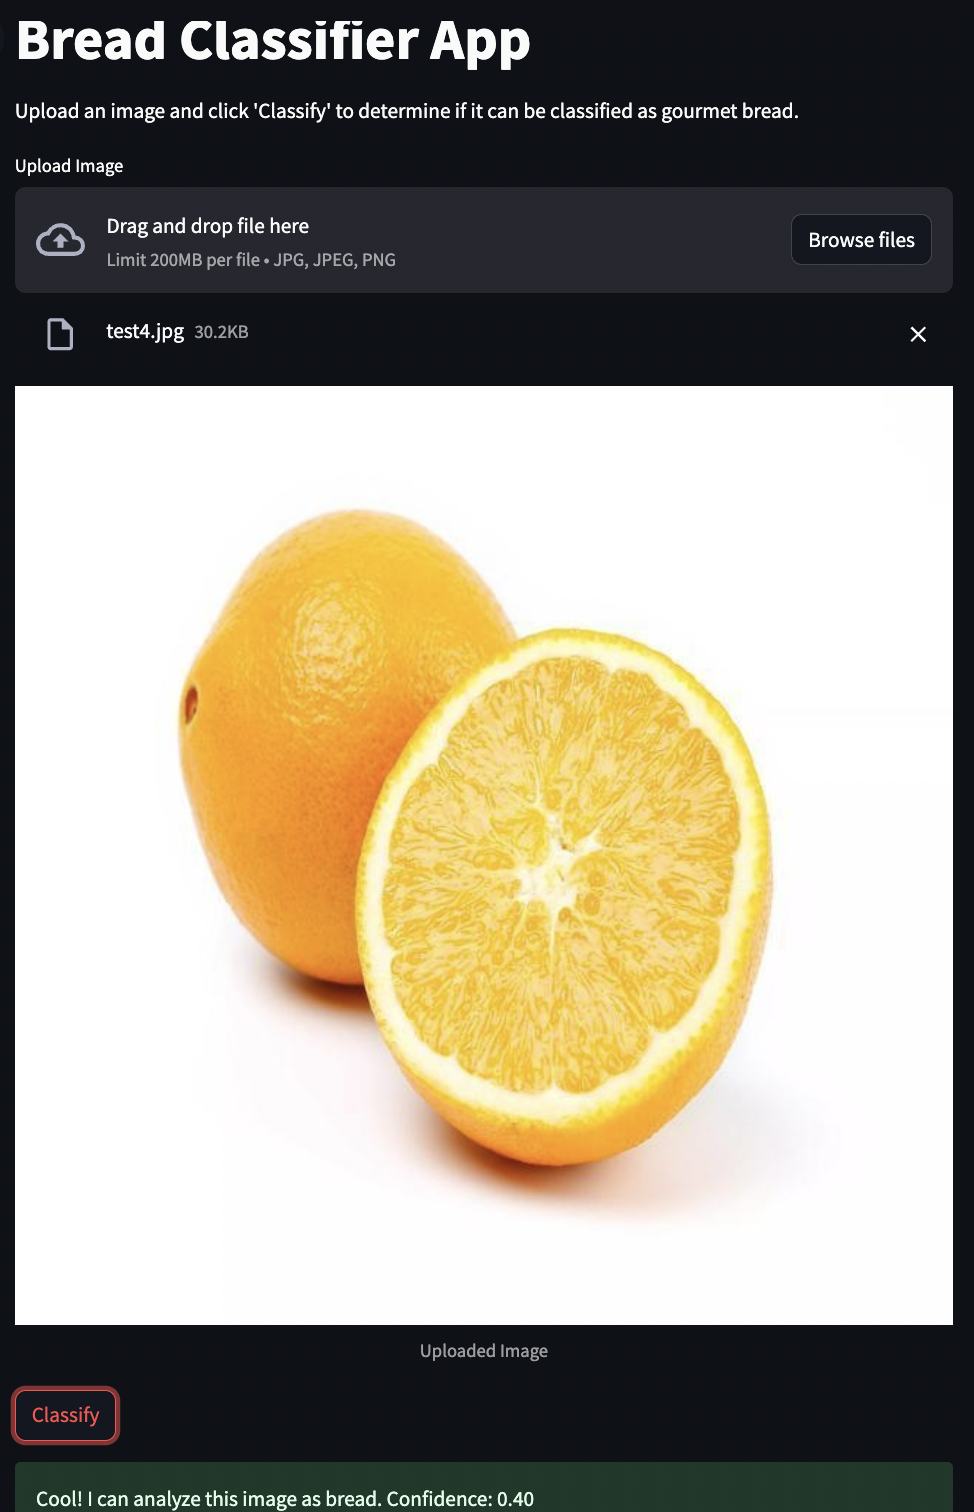 Bread Classifier App
Upload an image and click 'Classify' to determine if it can be classified as gourmet bread.
Upload Image
Drag and drop file here
Limit 200MB per file • JPG, JPEG, PNG
Browse files
test4.jpg 30.2KB
Uploaded Image
Classify
Cool! I can analyze this image as bread. Confidence: 0.40